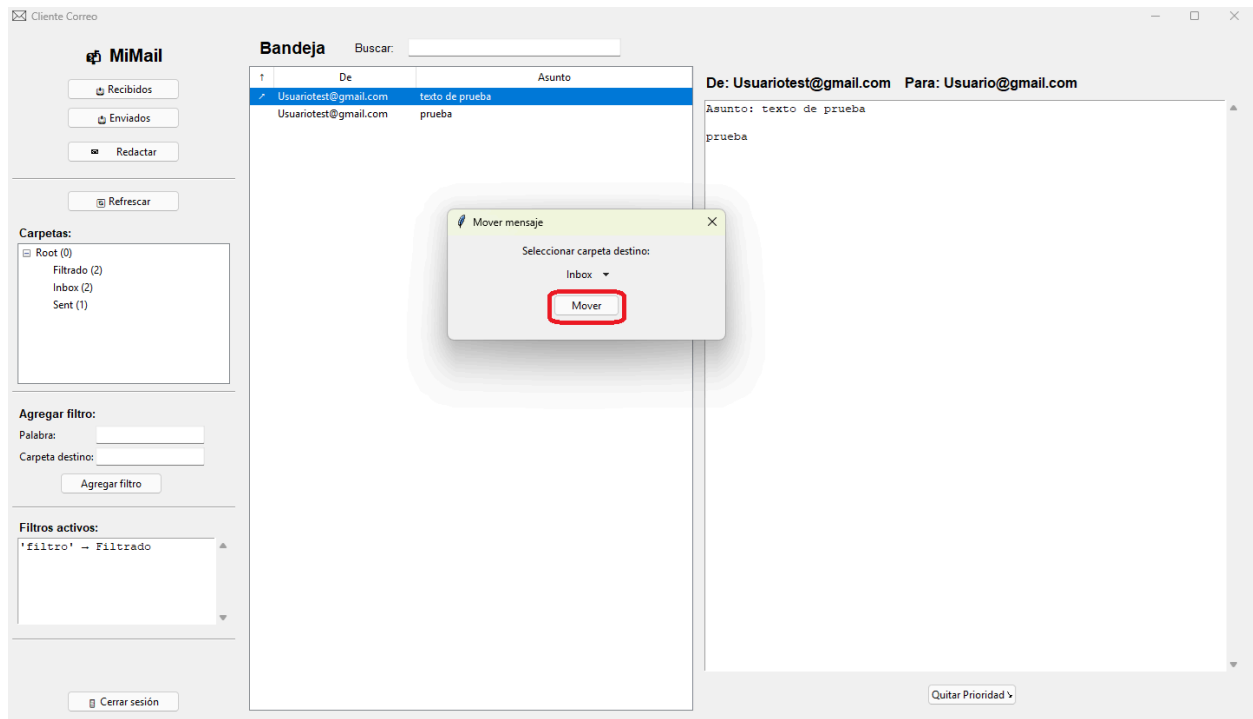 Cliente Correo
MiMail
Recibidos
Enviados
Redactar
Refrescar
Carpetas:
Root (0)
Filtrado (2)
Inbox (2)
Sent (1)
Agregar filtro:
Palabra:
Carpeta destino:
Agregar filtro
Filtros activos:
'filtro' → Filtrado
Cerrar sesión
Bandeja Buscar:
↑ De Asunto
↗ Usuariotest@gmail.com texto de prueba
Usuariotest@gmail.com prueba
Mover mensaje
Seleccionar carpeta destino:
Inbox
Mover
De: Usuariotest@gmail.com Para: Usuario@gmail.com
Asunto: texto de prueba
prueba
Quitar Prioridad↘